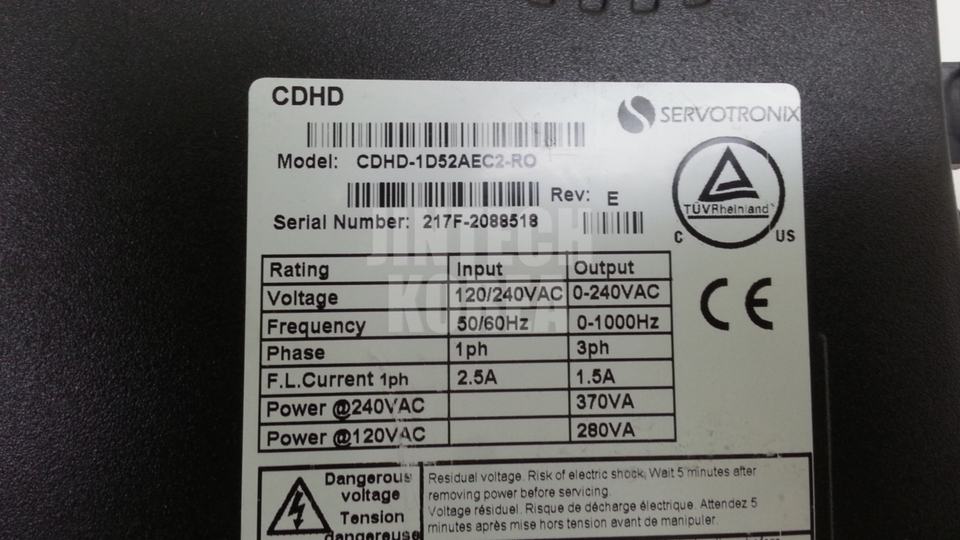 CDHD
SERVOTRONIX
Model: CDHD-1D52AEC2-RO
Rev: E
Serial Number: 217F-2088518
TÜVRheinland
C US
CE
JINTECH
KOREA
Rating Input Output
Voltage 120/240VAC 0-240VAC
Frequency 50/60Hz 0-1000Hz
Phase 1ph 3ph
F.L.Current 1ph 2.5A 1.5A
Power @240VAC 370VA
Power @120VAC 280VA
Dangerous
voltage
Tension
dangereuse
Residual voltage. Risk of electric shock, Wait 5 minutes after
removing power before servicing.
Voltage résiduel. Risque de décharge électrique. Attendez 5
minutes après mise hors tension avant de manipuler.